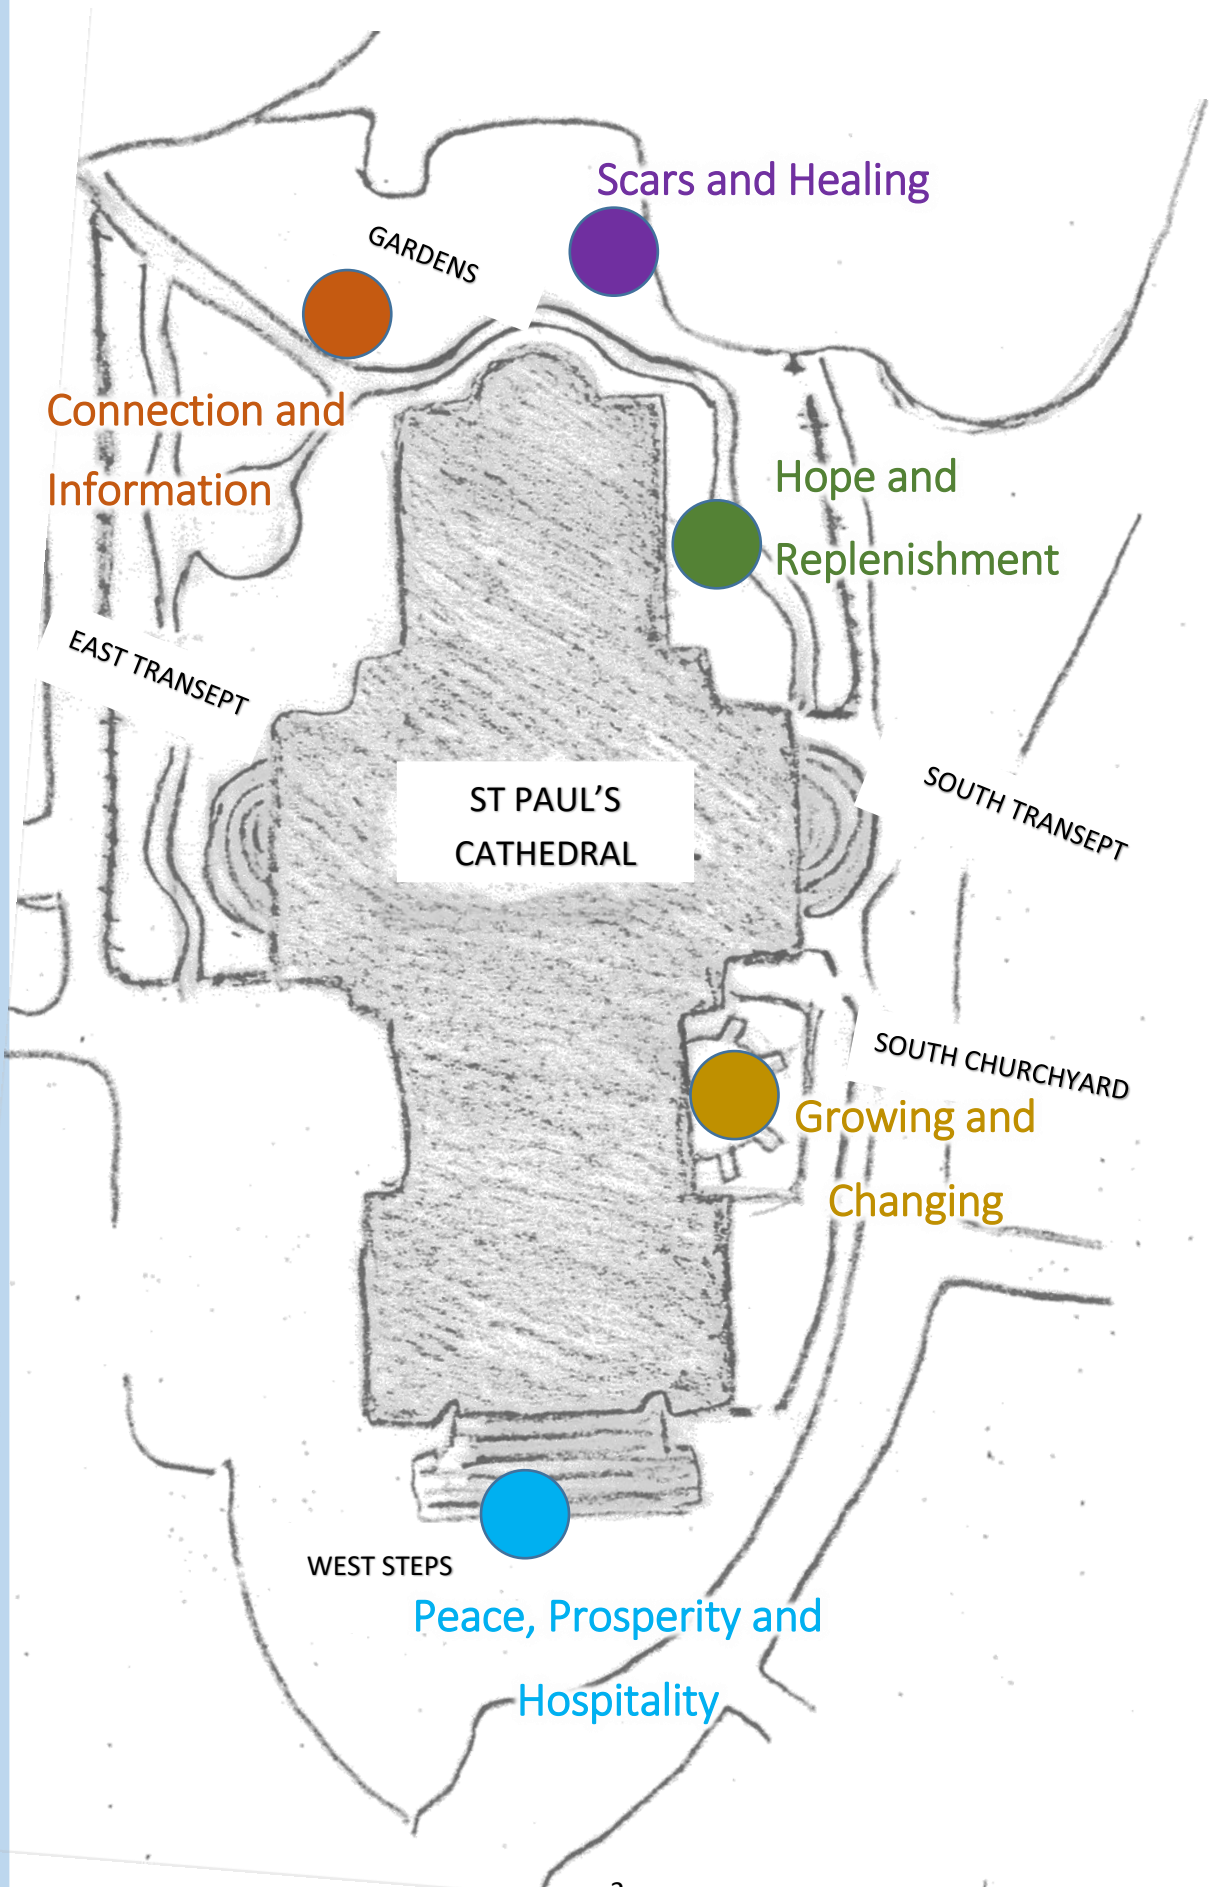 Scars and Healing
GARDENS
Connection and
Information
Hope and
Replenishment
EAST TRANSEPT
ST PAUL’S
CATHEDRAL
SOUTH TRANSEPT
SOUTH CHURCHYARD
Growing and
Changing
WEST STEPS
Peace, Prosperity and
Hospitality